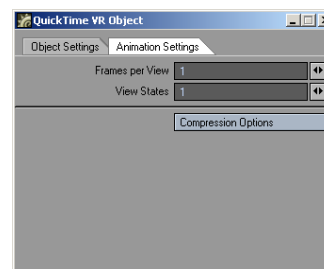 QuickTime VR Object
Object Settings Animation Settings
Frames per View 1
View States 1
Compression Options